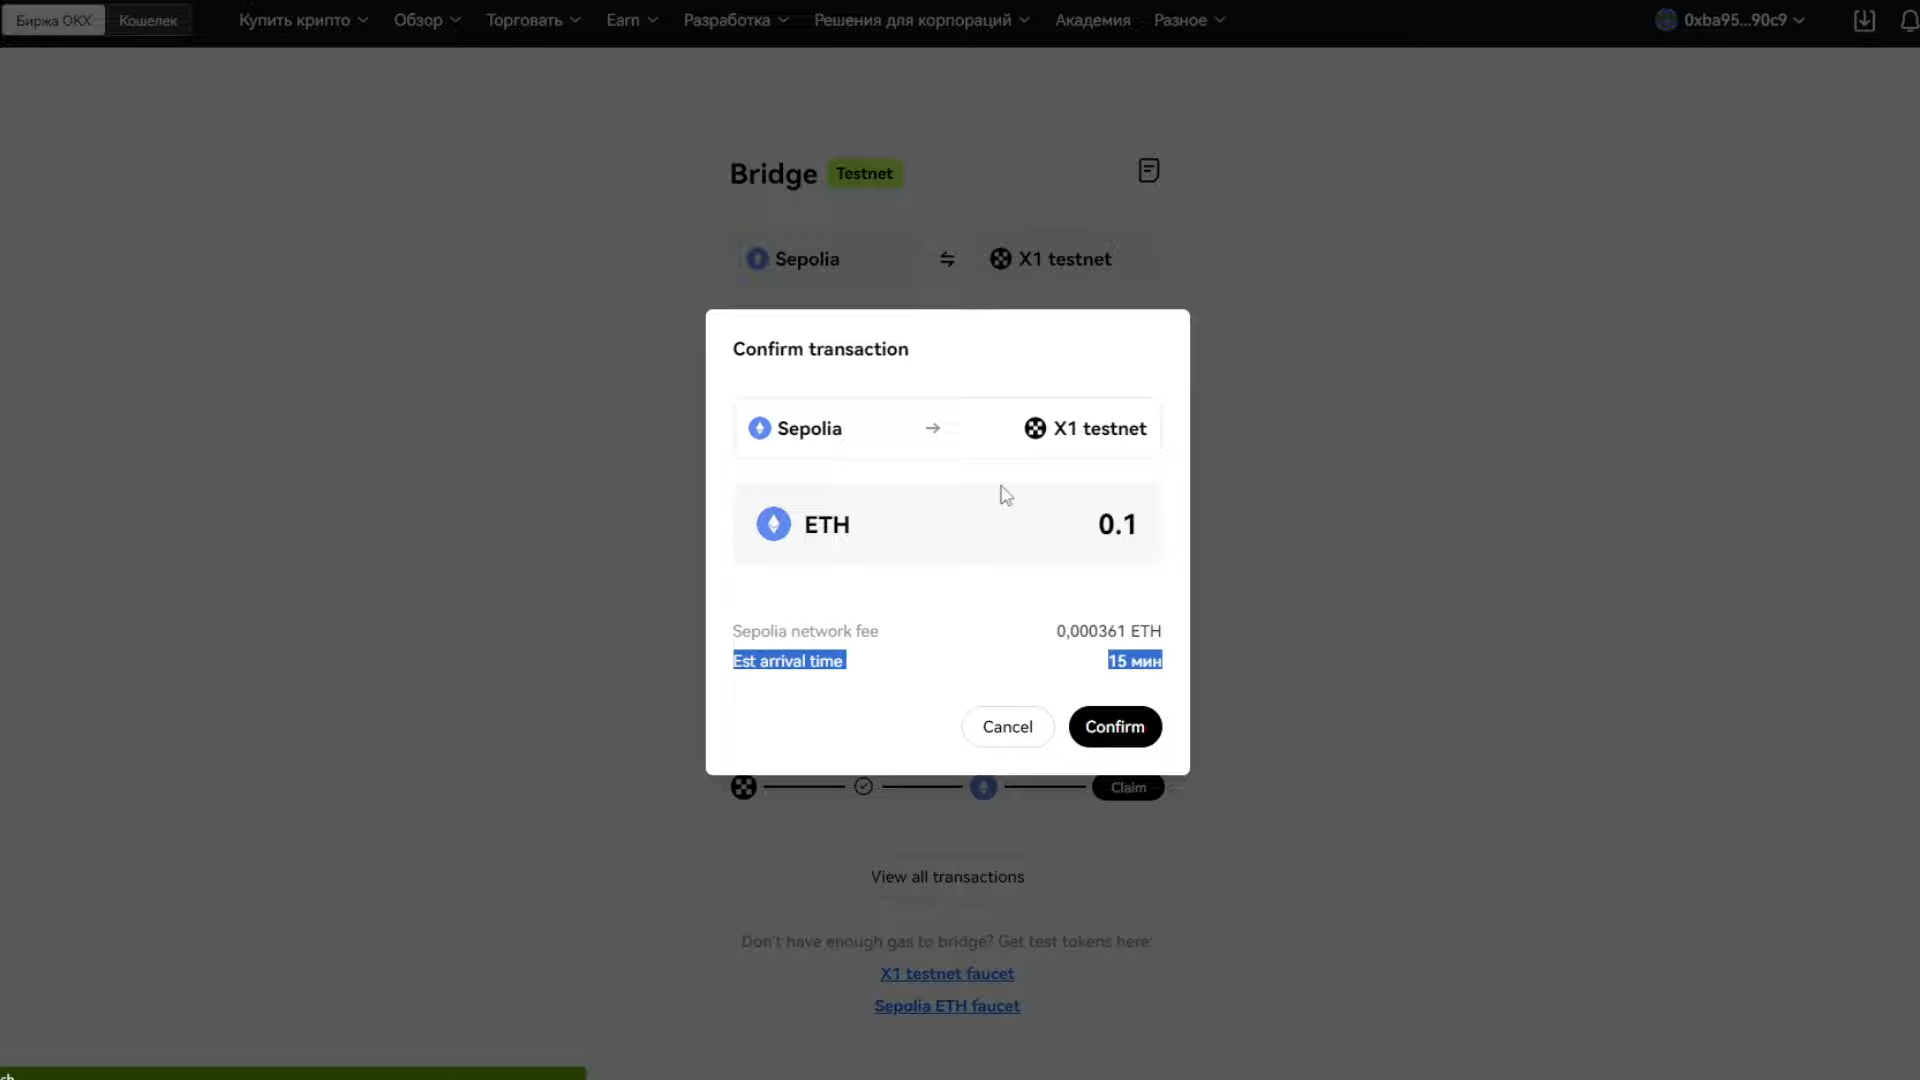 Биржа OKX Кошелек Купить крипто Обзор Торговать Earn Разработка Решения для корпораций Академия Разное 0xba95...90c9
Bridge Testnet
Sepolia X1 testnet
Confirm transaction
Sepolia → X1 testnet
ETH 0.1
Sepolia network fee 0,000361 ETH
Est arrival time 15 мин
Cancel Confirm
Claim
View all transactions
Don't have enough gas to bridge? Get test tokens here:
X1 testnet faucet
Sepolia ETH faucet